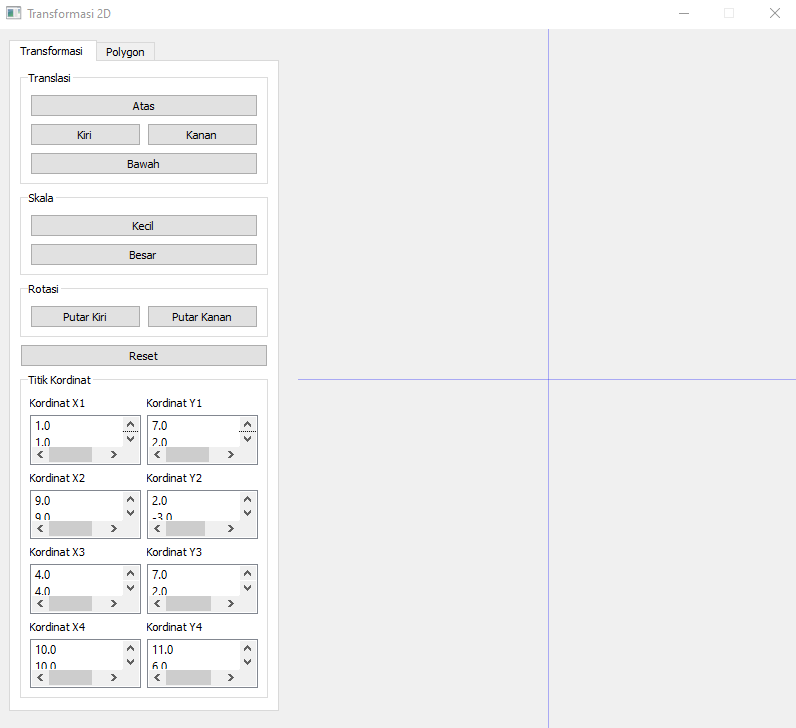 Transformasi 2D
Transformasi Polygon
Translasi
Atas
Kiri Kanan
Bawah
Skala
Kecil
Besar
Rotasi
Putar Kiri Putar Kanan
Reset
Titik Kordinat
Kordinat X1 Kordinat Y1
1.0 7.0
1.0 2.0
Kordinat X2 Kordinat Y2
9.0 2.0
9.0 -3.0
Kordinat X3 Kordinat Y3
4.0 7.0
4.0 2.0
Kordinat X4 Kordinat Y4
10.0 11.0
10.0 6.0